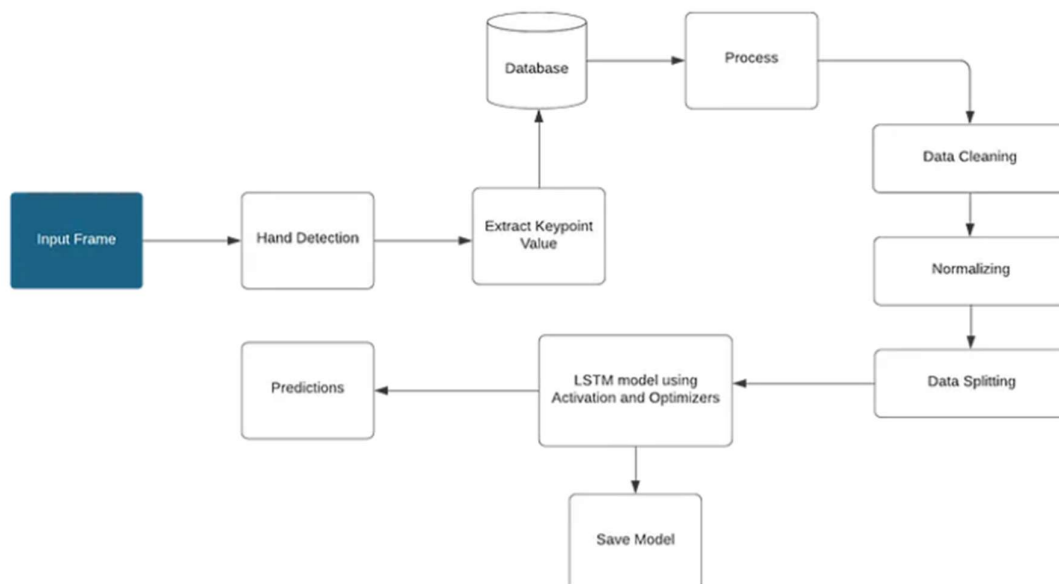 Database
Process
Data Cleaning
Input Frame
Hand Detection
Extract Keypoint
Value
Normalizing
Data Splitting
LSTM model using
Activation and Optimizers
Predictions
Save Model